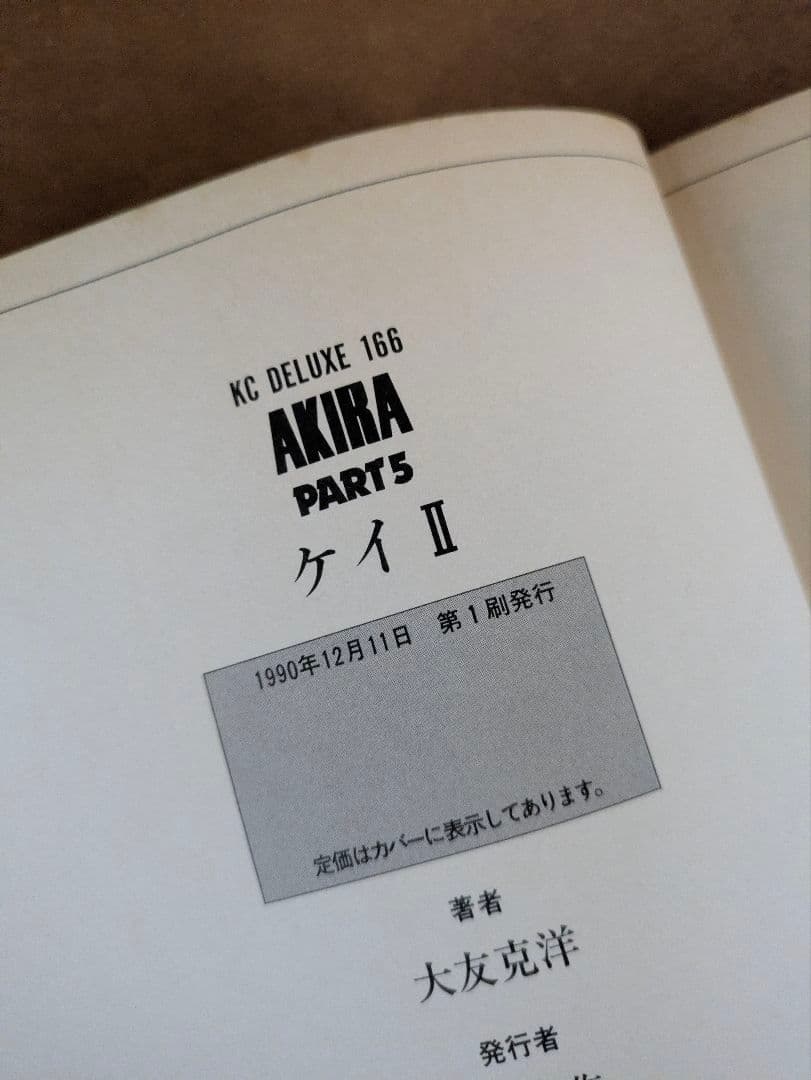 KC DELUXE 166
AKIRA
PART5
ケイⅡ
1990年12月11日　第1刷発行
定価はカバーに表示してあります。
著者
大友克洋
発行者